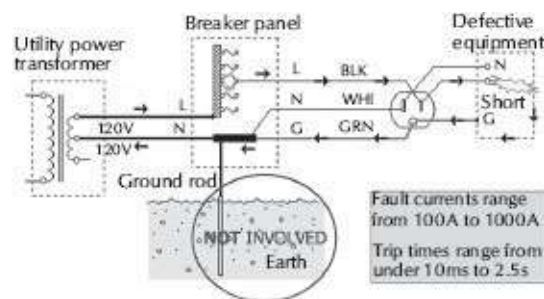 Breaker panel
Defective
equipment
Utility power
transformer
L
BLK
N
L
N
WHI
Short
120V
N
G
GRN
G
120V
Ground rod
NOT INVOLVED
Earth
Fault currents range
from 100A to 1000A
Trip times range from
under 10ms to 2.5s